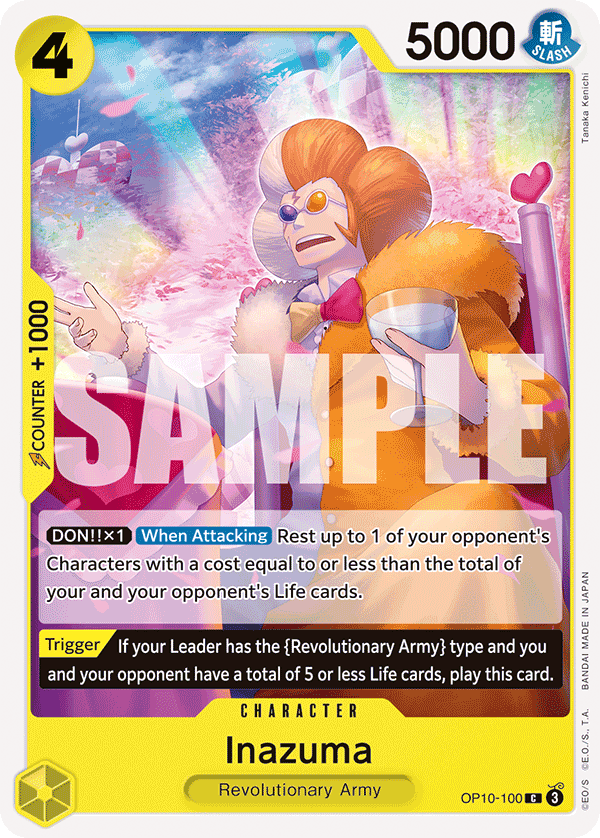 4
5000
斬
SLASH
Tanaka Kenichi
COUNTER +1000
SAMPLE
DON!!×1 When Attacking Rest up to 1 of your opponent's
Characters with a cost equal to or less than the total of
your and your opponent's Life cards.
Trigger If your Leader has the {Revolutionary Army} type and you
and your opponent have a total of 5 or less Life cards, play this card.
CHARACTER
Inazuma
Revolutionary Army
OP10-100 C 3
©EO/S ©E.O./S., T.A. BANDAI MADE IN JAPAN